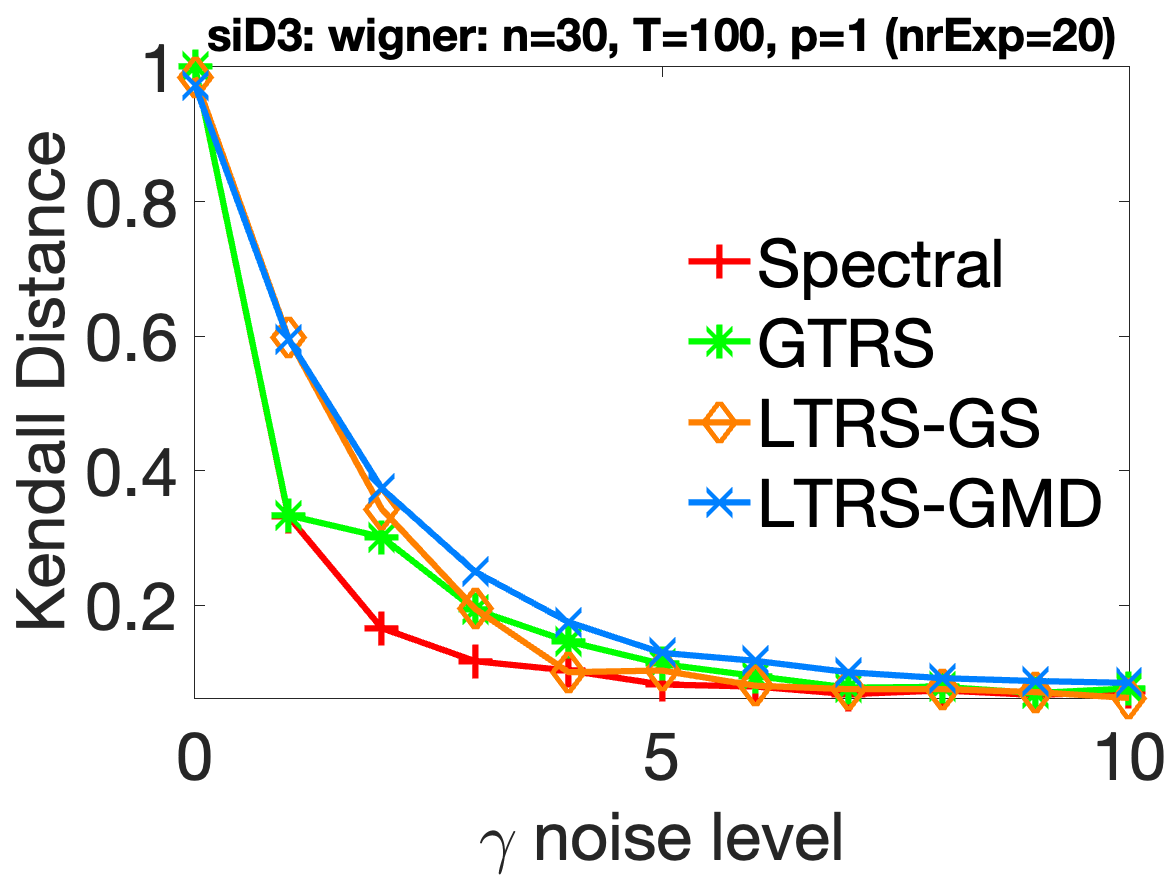 siD3: wigner: n=30, T=100, p=1 (nrExp=20)
Kendall Distance
1
0.8
0.6
0.4
0.2
Spectral
GTRS
LTRS-GS
LTRS-GMD
0 5 10
γ noise level